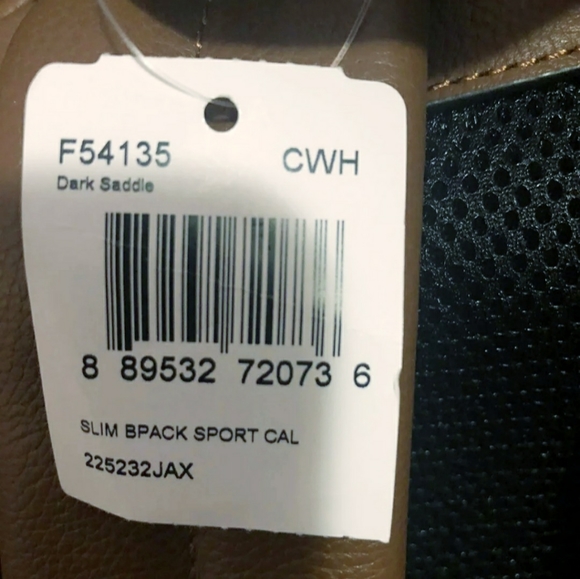 F54135 CWH
Dark Saddle
8 89532 72073 6
SLIM BPACK SPORT CAL
225232JAX